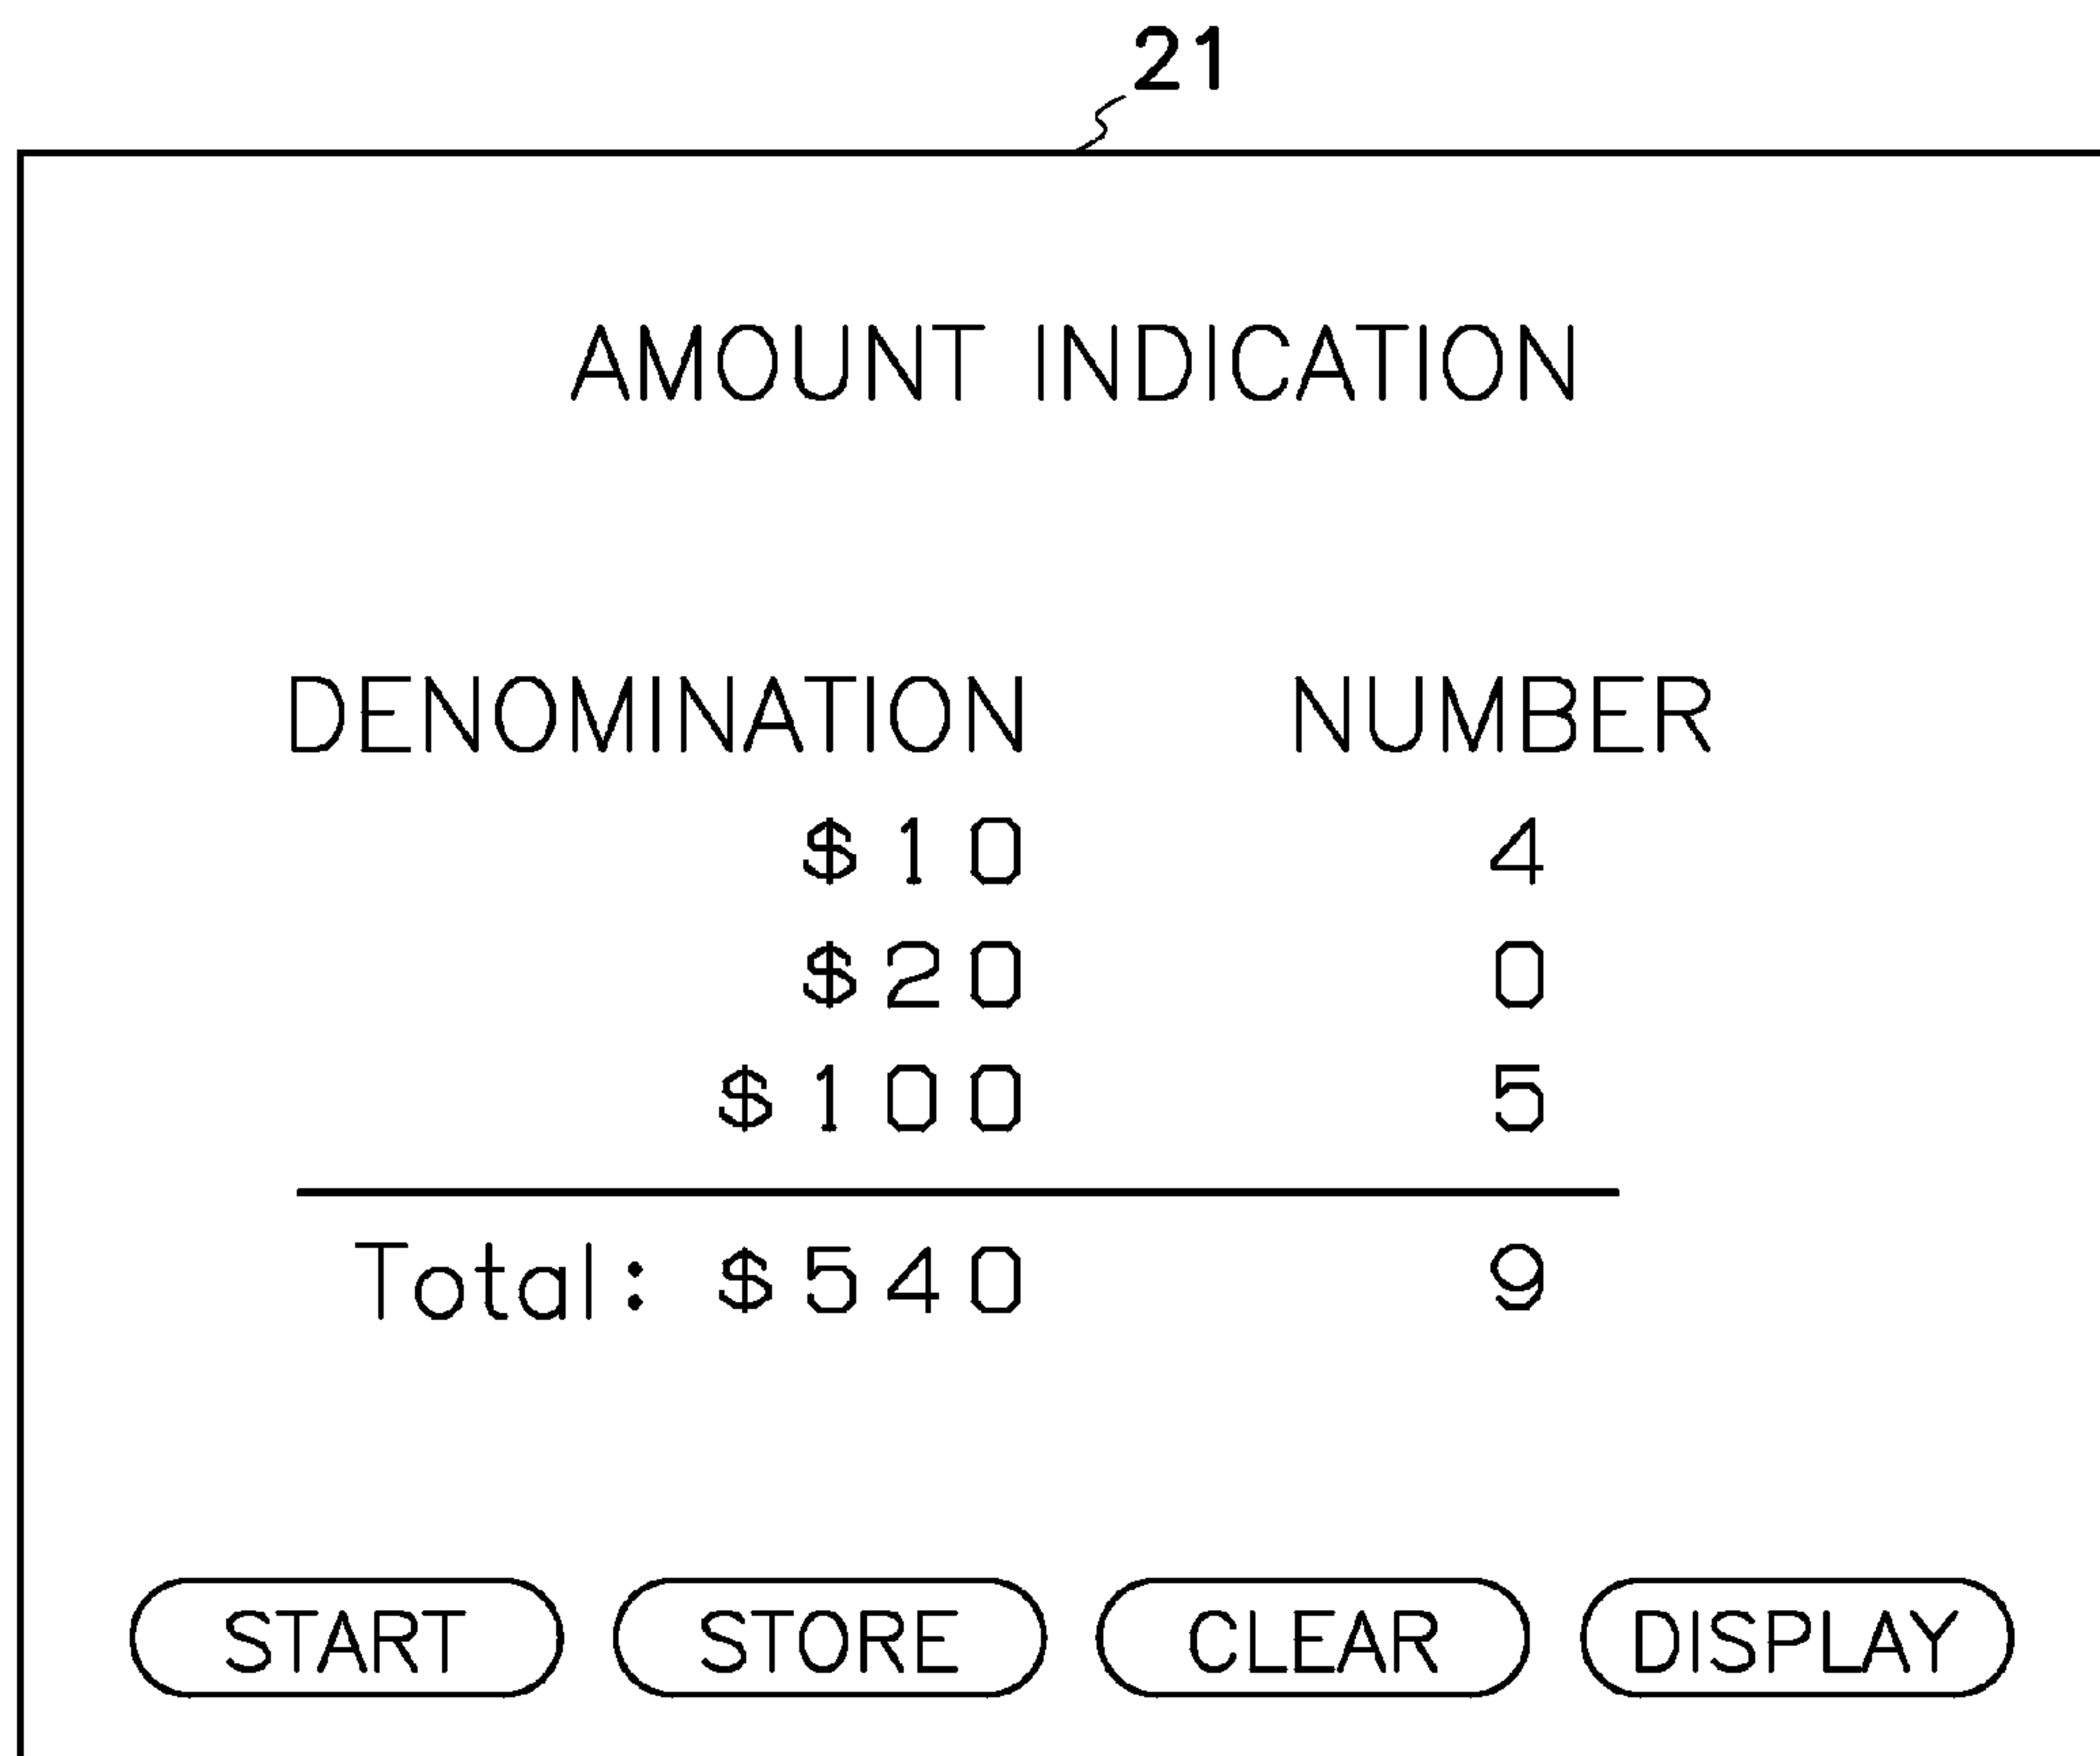 21
AMOUNT INDICATION
DENOMINATION NUMBER
$10 4
$20 0
$100 5
Total: $540 9
START STORE CLEAR DISPLAY